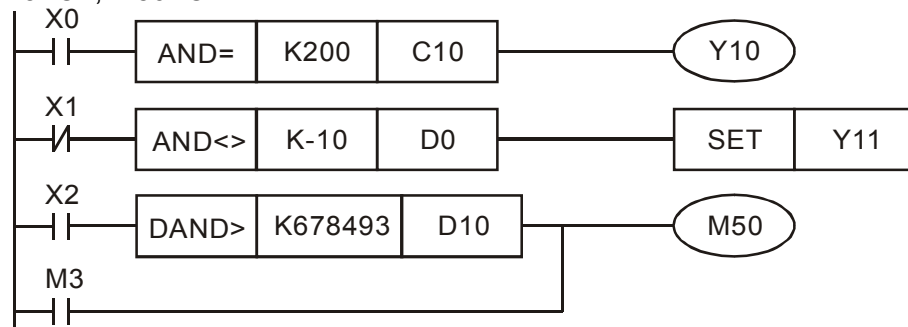 X0
AND= K200 C10 Y10
X1
AND<> K-10 D0 SET Y11
X2
DAND> K678493 D10 M50
M3